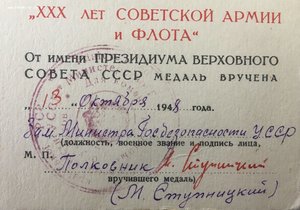 "XXX ЛЕТ СОВЕТСКОЙ АРМИИ
И ФЛОТА"
ОТ ИМЕНИ ПРЕЗИДИУМА ВЕРХОВНОГО
СОВЕТА СССР МЕДАЛЬ ВРУЧЕНА
"13" октября 1948 года.
Зам. Министра Госбезопасности УССР
(должность, военное звание и подпись лица,
М. П. Полковник
вручившего медаль)
(М. Ступницкий)